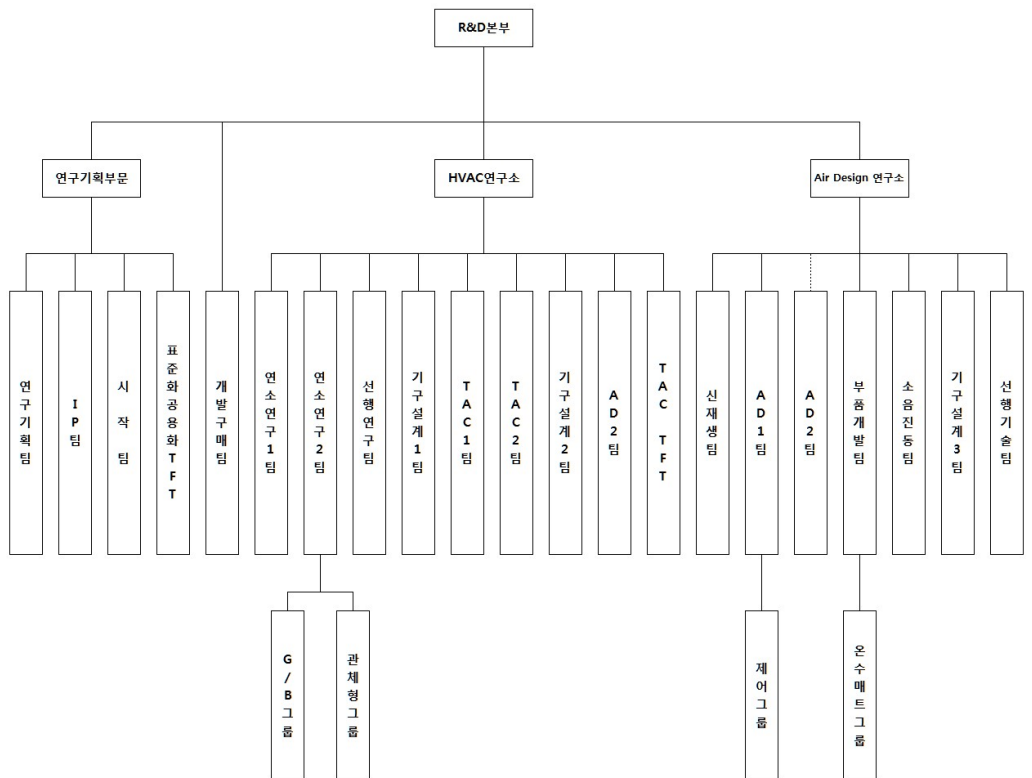 R&D본부
연구기획부문
HVAC연구소
Air Design 연구소
연구기획팀
IP팀
시 작 팀
표준화공용화TFT
개발구매팀
연소연구1팀
연소연구2팀
선행연구팀
기구설계1팀
TAC1팀
TAC2팀
기구설계2팀
AD2팀
TAC TFT
신재생팀
AD1팀
AD2팀
부품개발팀
소음진동팀
기구설계3팀
선행기술팀
G/B그룹
관체형그룹
제어그룹
온수매트그룹